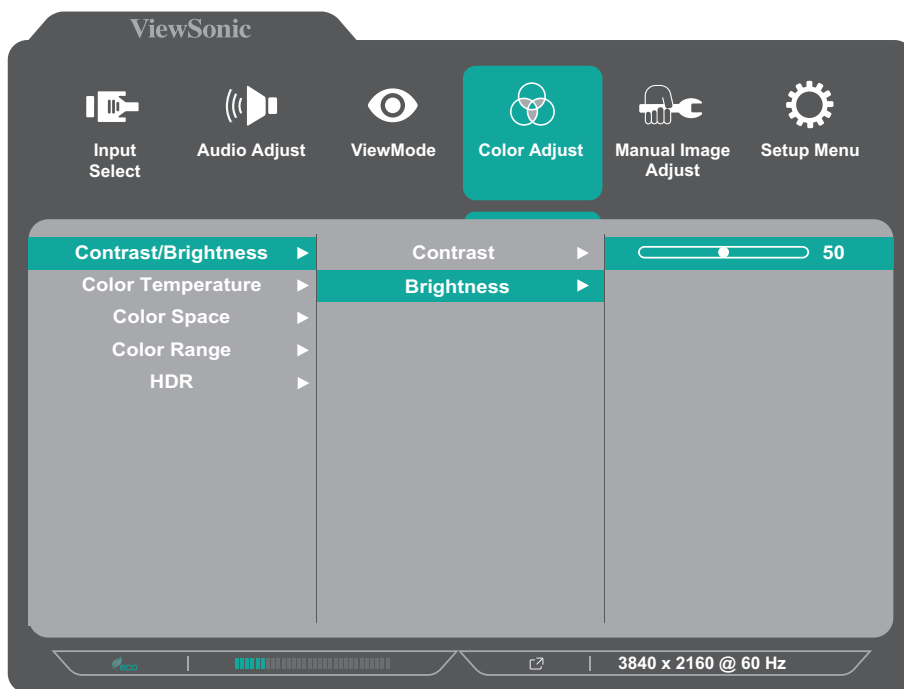 ViewSonic
Input Select
Audio Adjust
ViewMode
Color Adjust
Manual Image Adjust
Setup Menu
Contrast/Brightness
Contrast
50
Color Temperature
Brightness
Color Space
Color Range
HDR
eco
3840 x 2160 @ 60 Hz